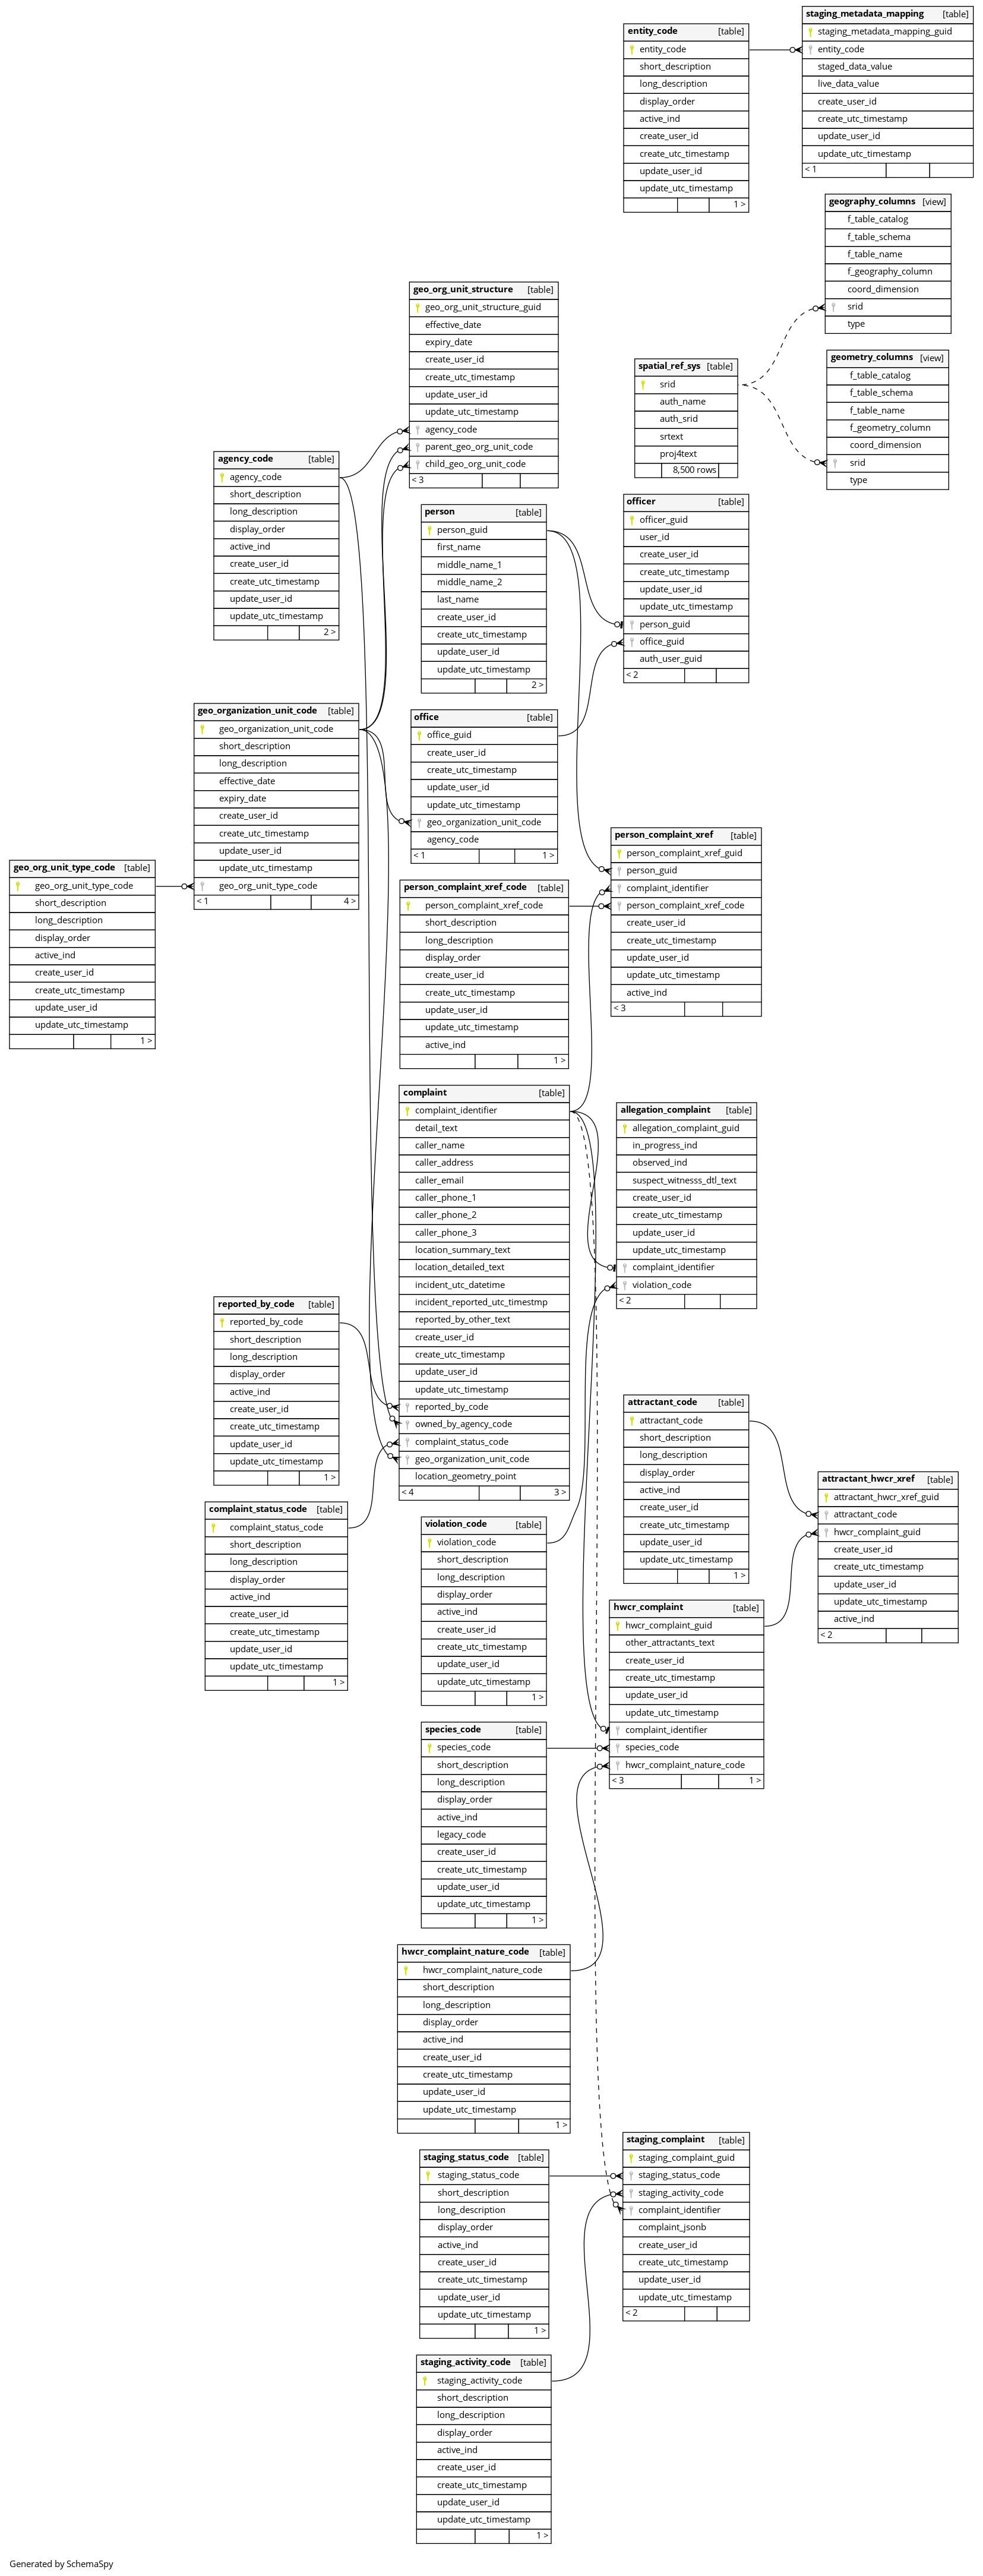 staging_metadata_mapping [table]
staging_metadata_mapping_guid
entity_code
staged_data_value
live_data_value
create_user_id
create_utc_timestamp
update_user_id
update_utc_timestamp
< 1
entity_code [table]
entity_code
short_description
long_description
display_order
active_ind
create_user_id
create_utc_timestamp
update_user_id
update_utc_timestamp
1 >
geography_columns [view]
f_table_catalog
f_table_schema
f_table_name
f_geography_column
coord_dimension
srid
type
geo_org_unit_structure [table]
geo_org_unit_structure_guid
effective_date
expiry_date
create_user_id
create_utc_timestamp
update_user_id
update_utc_timestamp
agency_code
parent_geo_org_unit_code
child_geo_org_unit_code
< 3
geometry_columns [view]
f_table_catalog
f_table_schema
f_table_name
f_geometry_column
coord_dimension
srid
type
spatial_ref_sys [table]
srid
auth_name
auth_srid
srtext
proj4text
8,500 rows
agency_code [table]
agency_code
short_description
long_description
display_order
active_ind
create_user_id
create_utc_timestamp
update_user_id
update_utc_timestamp
2 >
officer [table]
officer_guid
user_id
create_user_id
create_utc_timestamp
update_user_id
update_utc_timestamp
person_guid
office_guid
auth_user_guid
< 2
person [table]
person_guid
first_name
middle_name_1
middle_name_2
last_name
create_user_id
create_utc_timestamp
update_user_id
update_utc_timestamp
2 >
geo_organization_unit_code [table]
geo_organization_unit_code
short_description
long_description
effective_date
expiry_date
create_user_id
create_utc_timestamp
update_user_id
update_utc_timestamp
geo_org_unit_type_code
< 1 4 >
office [table]
office_guid
create_user_id
create_utc_timestamp
update_user_id
update_utc_timestamp
geo_organization_unit_code
agency_code
< 1 1 >
person_complaint_xref [table]
person_complaint_xref_guid
person_guid
complaint_identifier
person_complaint_xref_code
create_user_id
create_utc_timestamp
update_user_id
update_utc_timestamp
active_ind
< 3
geo_org_unit_type_code [table]
geo_org_unit_type_code
short_description
long_description
display_order
active_ind
create_user_id
create_utc_timestamp
update_user_id
update_utc_timestamp
1 >
person_complaint_xref_code [table]
person_complaint_xref_code
short_description
long_description
display_order
create_user_id
create_utc_timestamp
update_user_id
update_utc_timestamp
active_ind
1 >
complaint [table]
complaint_identifier
detail_text
caller_name
caller_address
caller_email
caller_phone_1
caller_phone_2
caller_phone_3
location_summary_text
location_detailed_text
incident_utc_datetime
incident_reported_utc_timestmp
reported_by_other_text
create_user_id
create_utc_timestamp
update_user_id
update_utc_timestamp
reported_by_code
owned_by_agency_code
complaint_status_code
geo_organization_unit_code
location_geometry_point
< 4 3 >
allegation_complaint [table]
allegation_complaint_guid
in_progress_ind
observed_ind
suspect_witnesss_dtl_text
create_user_id
create_utc_timestamp
update_user_id
update_utc_timestamp
complaint_identifier
violation_code
< 2
reported_by_code [table]
reported_by_code
short_description
long_description
display_order
active_ind
create_user_id
create_utc_timestamp
update_user_id
update_utc_timestamp
1 >
attractant_code [table]
attractant_code
short_description
long_description
display_order
active_ind
create_user_id
create_utc_timestamp
update_user_id
update_utc_timestamp
1 >
attractant_hwcr_xref [table]
attractant_hwcr_xref_guid
attractant_code
hwcr_complaint_guid
create_user_id
create_utc_timestamp
update_user_id
update_utc_timestamp
active_ind
< 2
complaint_status_code [table]
complaint_status_code
short_description
long_description
display_order
active_ind
create_user_id
create_utc_timestamp
update_user_id
update_utc_timestamp
1 >
violation_code [table]
violation_code
short_description
long_description
display_order
active_ind
create_user_id
create_utc_timestamp
update_user_id
update_utc_timestamp
1 >
hwcr_complaint [table]
hwcr_complaint_guid
other_attractants_text
create_user_id
create_utc_timestamp
update_user_id
update_utc_timestamp
complaint_identifier
species_code
hwcr_complaint_nature_code
< 3 1 >
species_code [table]
species_code
short_description
long_description
display_order
active_ind
legacy_code
create_user_id
create_utc_timestamp
update_user_id
update_utc_timestamp
1 >
hwcr_complaint_nature_code [table]
hwcr_complaint_nature_code
short_description
long_description
display_order
active_ind
create_user_id
create_utc_timestamp
update_user_id
update_utc_timestamp
1 >
staging_complaint [table]
staging_complaint_guid
staging_status_code
staging_activity_code
complaint_identifier
complaint_jsonb
create_user_id
create_utc_timestamp
update_user_id
update_utc_timestamp
< 2
staging_status_code [table]
staging_status_code
short_description
long_description
display_order
active_ind
create_user_id
create_utc_timestamp
update_user_id
update_utc_timestamp
1 >
staging_activity_code [table]
staging_activity_code
short_description
long_description
display_order
active_ind
create_user_id
create_utc_timestamp
update_user_id
update_utc_timestamp
1 >
Generated by SchemaSpy